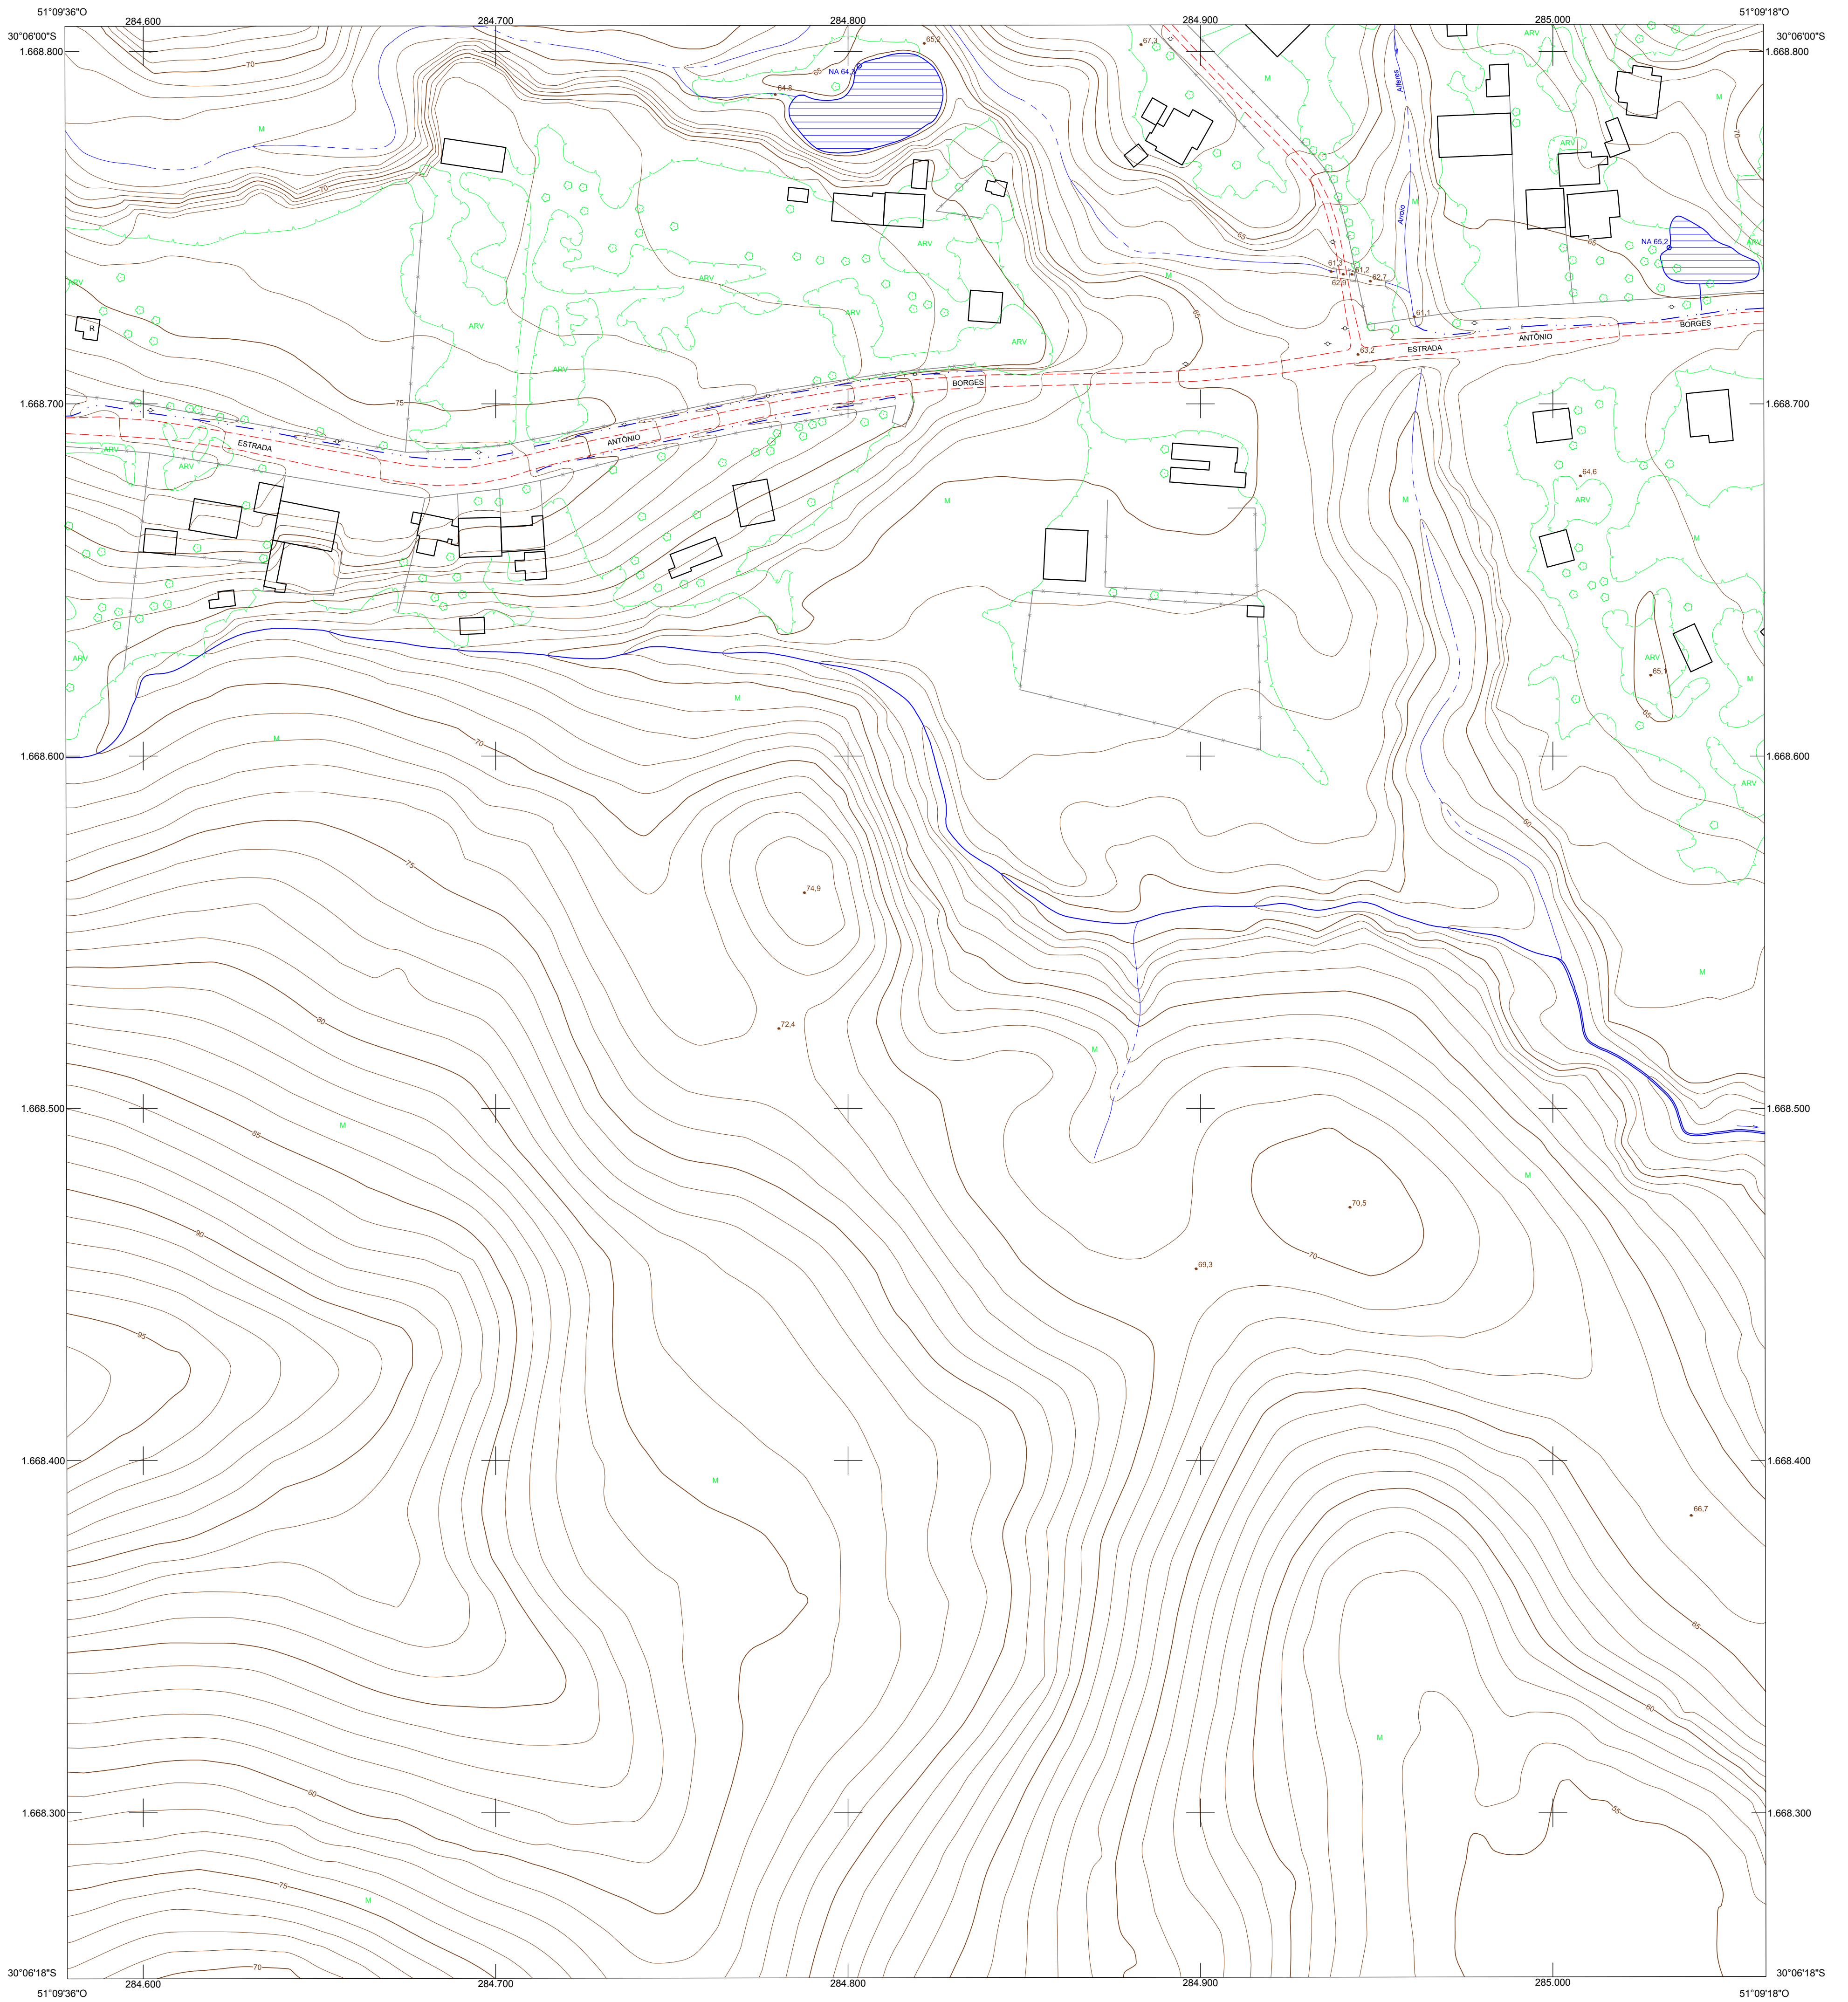 51°09'36"O
284.600
284.700
284.800
284.900
285.000
51°09'18"O
30°06'00"S
30°06'00"S
1.668.800
1.668.800
70
65,2
NA 64,3
65
64,8
67,3
M
ARV
Alferes
M
70
M
70
ARV
ARV
65
Arroio
M
NA 65,2
65
ARV
ARV
ARV
M
61,3
61,2
62,9
62,7
ARV
65
61,1
R
ARV
ARV
ARV
ARV
63,2
ESTRADA
ANTÔNIO
BORGES
1.668.700
75
BORGES
1.668.700
ESTRADA
ANTÔNIO
ARV
ARV
64,6
M
M
ARV
M
ARV
ARV
65,1
M
65
M
M
70
1.668.600
1.668.600
ARV
60
75
74,9
M
80
72,4
M
1.668.500
1.668.500
85
M
M
90
70,5
70
69,3
95
1.668.400
1.668.400
M
66,7
65
60
M
80
55
1.668.300
1.668.300
75
M
70
30°06'18"S
30°06'18"S
284.600
284.700
284.800
284.900
285.000
51°09'36"O
51°09'18"O